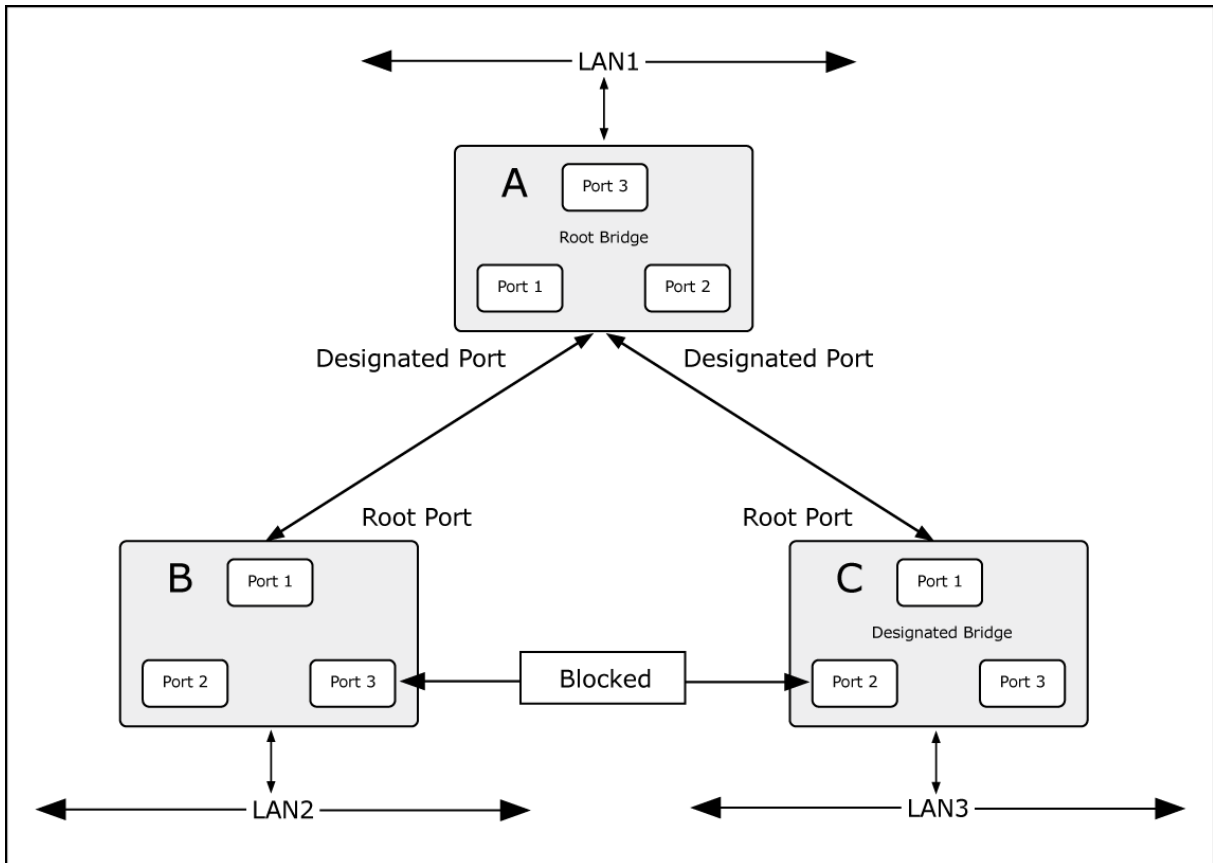 LAN1
A
Port 3
Root Bridge
Port 1
Port 2
Designated Port
Designated Port
Root Port
Root Port
B
Port 1
Port 2
Port 3
Blocked
C
Port 1
Designated Bridge
Port 2
Port 3
LAN2
LAN3